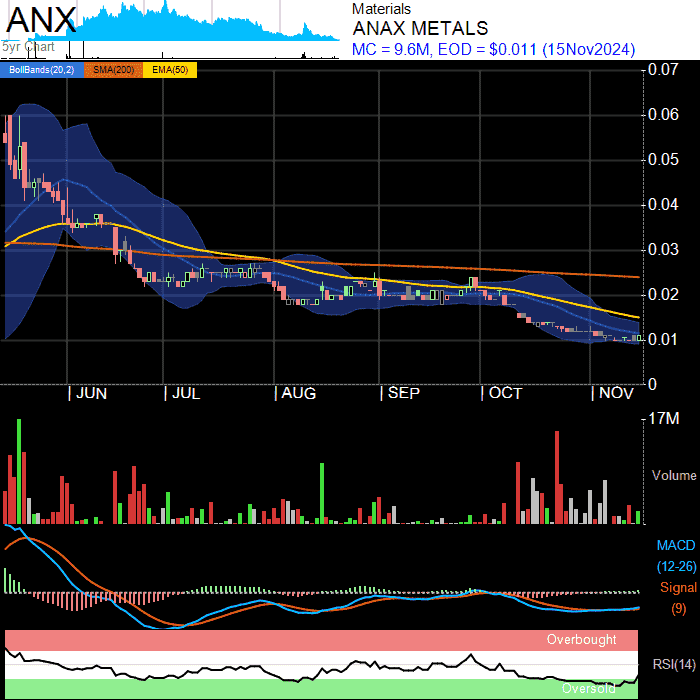 ANX
5yr Chart
Materials
ANAX METALS
MC = 9.6M, EOD = $0.011 (15Nov2024)
BollBands(20,2) SMA(200) EMA(50)
0.07
0.06
0.05
0.04
0.03
0.02
0.01
0
JUN JUL AUG SEP OCT NOV
17M
Volume
MACD
(12-26)
Signal
(9)
Overbought
RSI(14)
Oversold